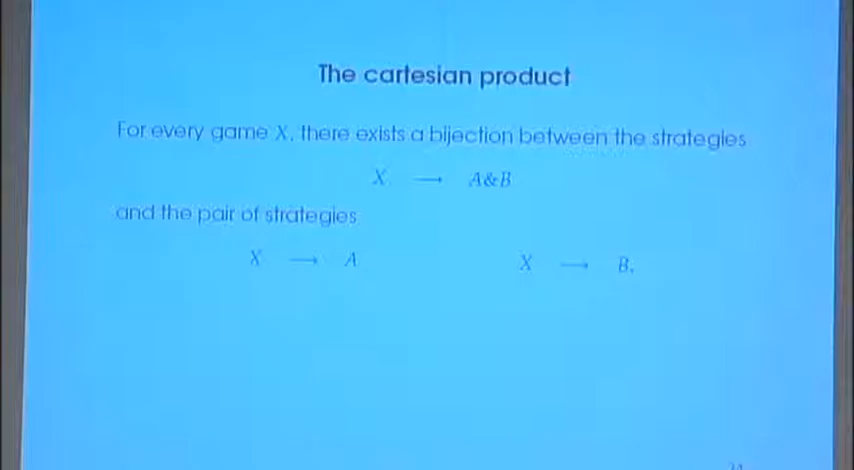 The cartesian product
For every game X, there exists a bijection between the strategies
X ⟶ A&B
and the pair of strategies
X ⟶ A X ⟶ B.